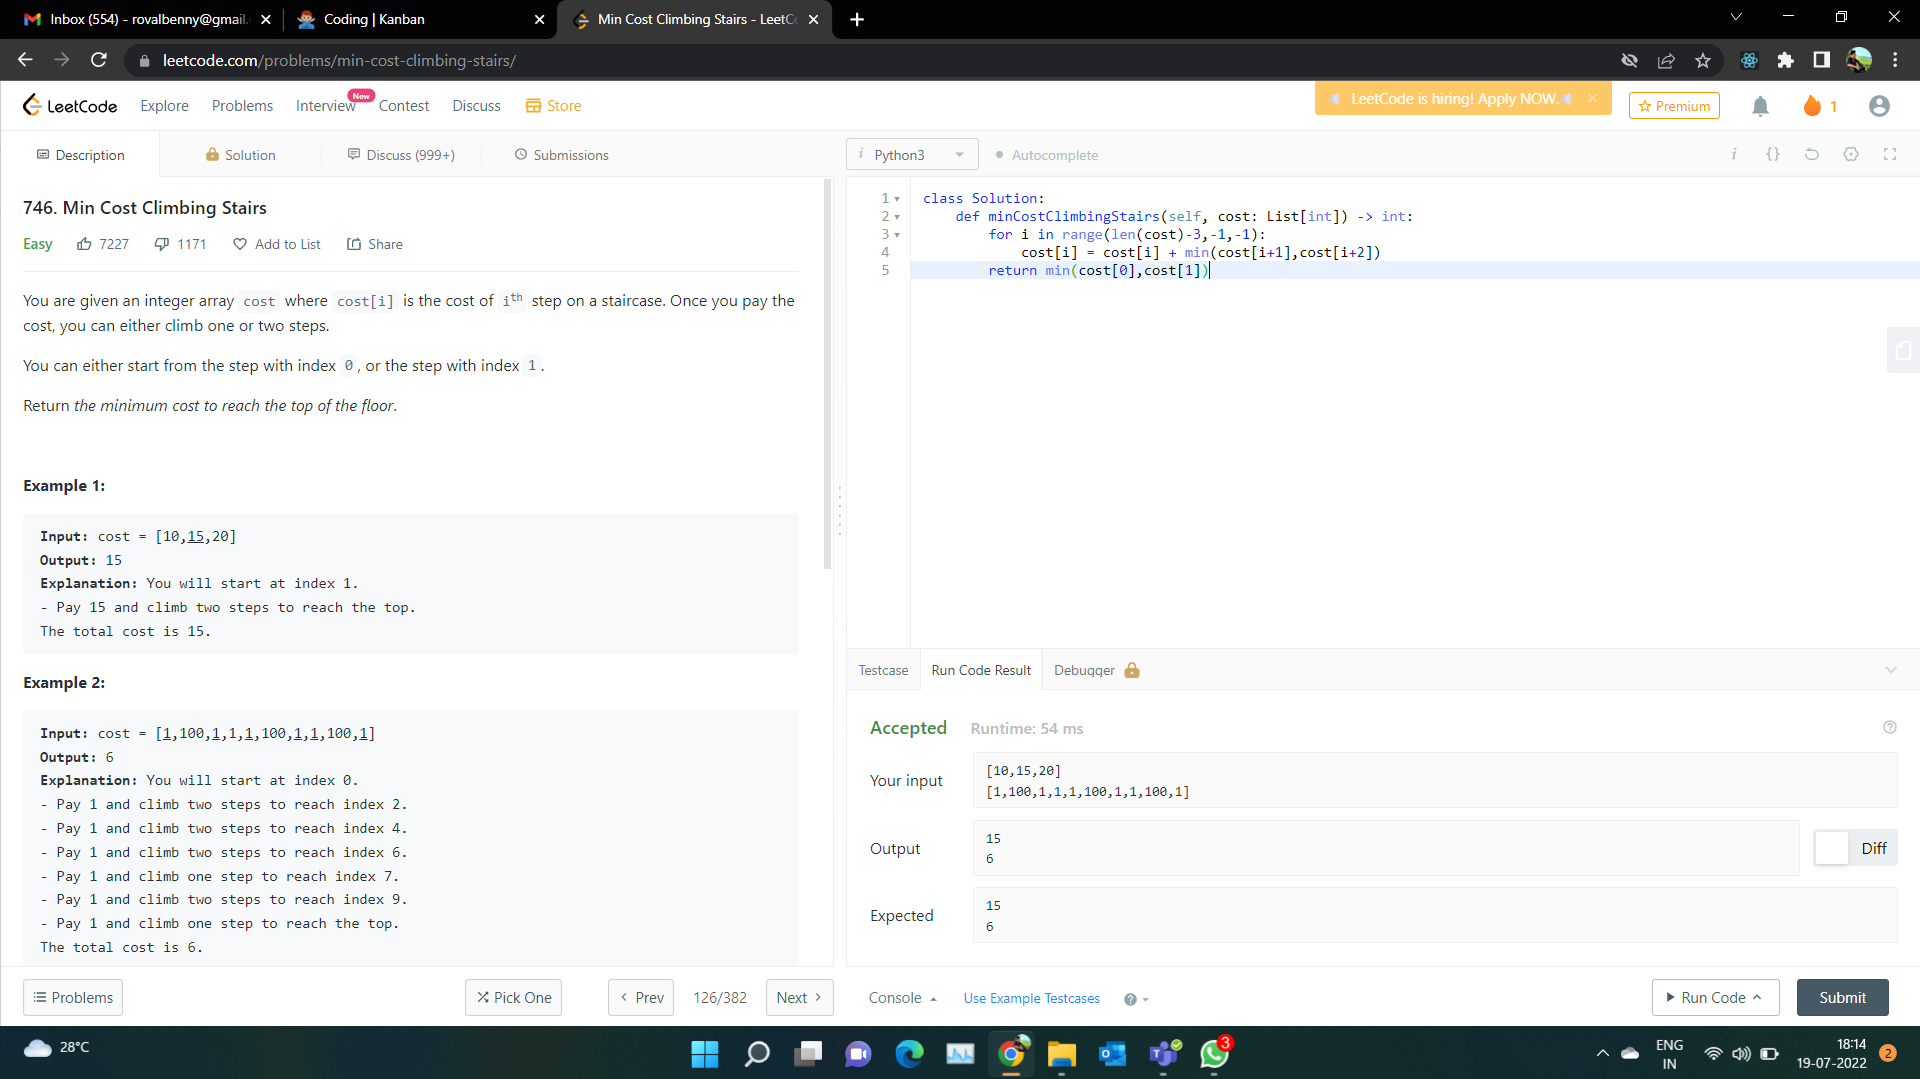 Inbox (554) - rovalbenny@gmail.
Coding | Kanban
Min Cost Climbing Stairs - LeetC
leetcode.com/problems/min-cost-climbing-stairs/
LeetCode
Explore
Problems
Interview
New
Contest
Discuss
Store
LeetCode is hiring! Apply NOW.
Premium
1
Description
Solution
Discuss (999+)
Submissions
i Python3
Autocomplete
i {}
746. Min Cost Climbing Stairs
Easy 7227 1171 Add to List Share
You are given an integer array cost where cost[i] is the cost of ith step on a staircase. Once you pay the
cost, you can either climb one or two steps.
You can either start from the step with index 0, or the step with index 1.
Return the minimum cost to reach the top of the floor.
Example 1:
Input: cost = [10,15,20]
Output: 15
Explanation: You will start at index 1.
- Pay 15 and climb two steps to reach the top.
The total cost is 15.
Example 2:
Input: cost = [1,100,1,1,1,100,1,1,100,1]
Output: 6
Explanation: You will start at index 0.
- Pay 1 and climb two steps to reach index 2.
- Pay 1 and climb two steps to reach index 4.
- Pay 1 and climb two steps to reach index 6.
- Pay 1 and climb one step to reach index 7.
- Pay 1 and climb two steps to reach index 9.
- Pay 1 and climb one step to reach the top.
The total cost is 6.
1 class Solution:
2 def minCostClimbingStairs(self, cost: List[int]) -> int:
3 for i in range(len(cost)-3,-1,-1):
4 cost[i] = cost[i] + min(cost[i+1],cost[i+2])
5 return min(cost[0],cost[1])
Testcase
Run Code Result
Debugger
Accepted Runtime: 54 ms
Your input
[10,15,20]
[1,100,1,1,1,100,1,1,100,1]
Output
15
6
Diff
Expected
15
6
Problems
Pick One
Prev
126/382
Next
Console
Use Example Testcases
Run Code
Submit
28°C
3
ENG
IN
18:14
19-07-2022
2